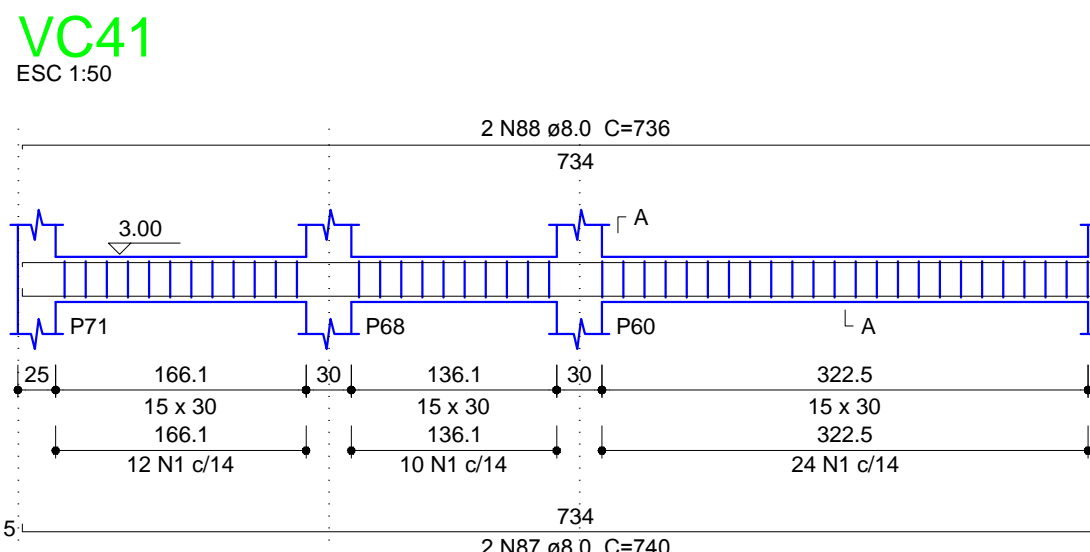 VC41
ESC 1:50
2 N88 ø8.0 C=736
734
A
3.00
P71 P68 P60 A
25 166.1 30 136.1 30 322.5
15 x 30 15 x 30 15 x 30
166.1 136.1 322.5
12 N1 c/14 10 N1 c/14 24 N1 c/14
734
5
2 N87 ø8.0 C=740